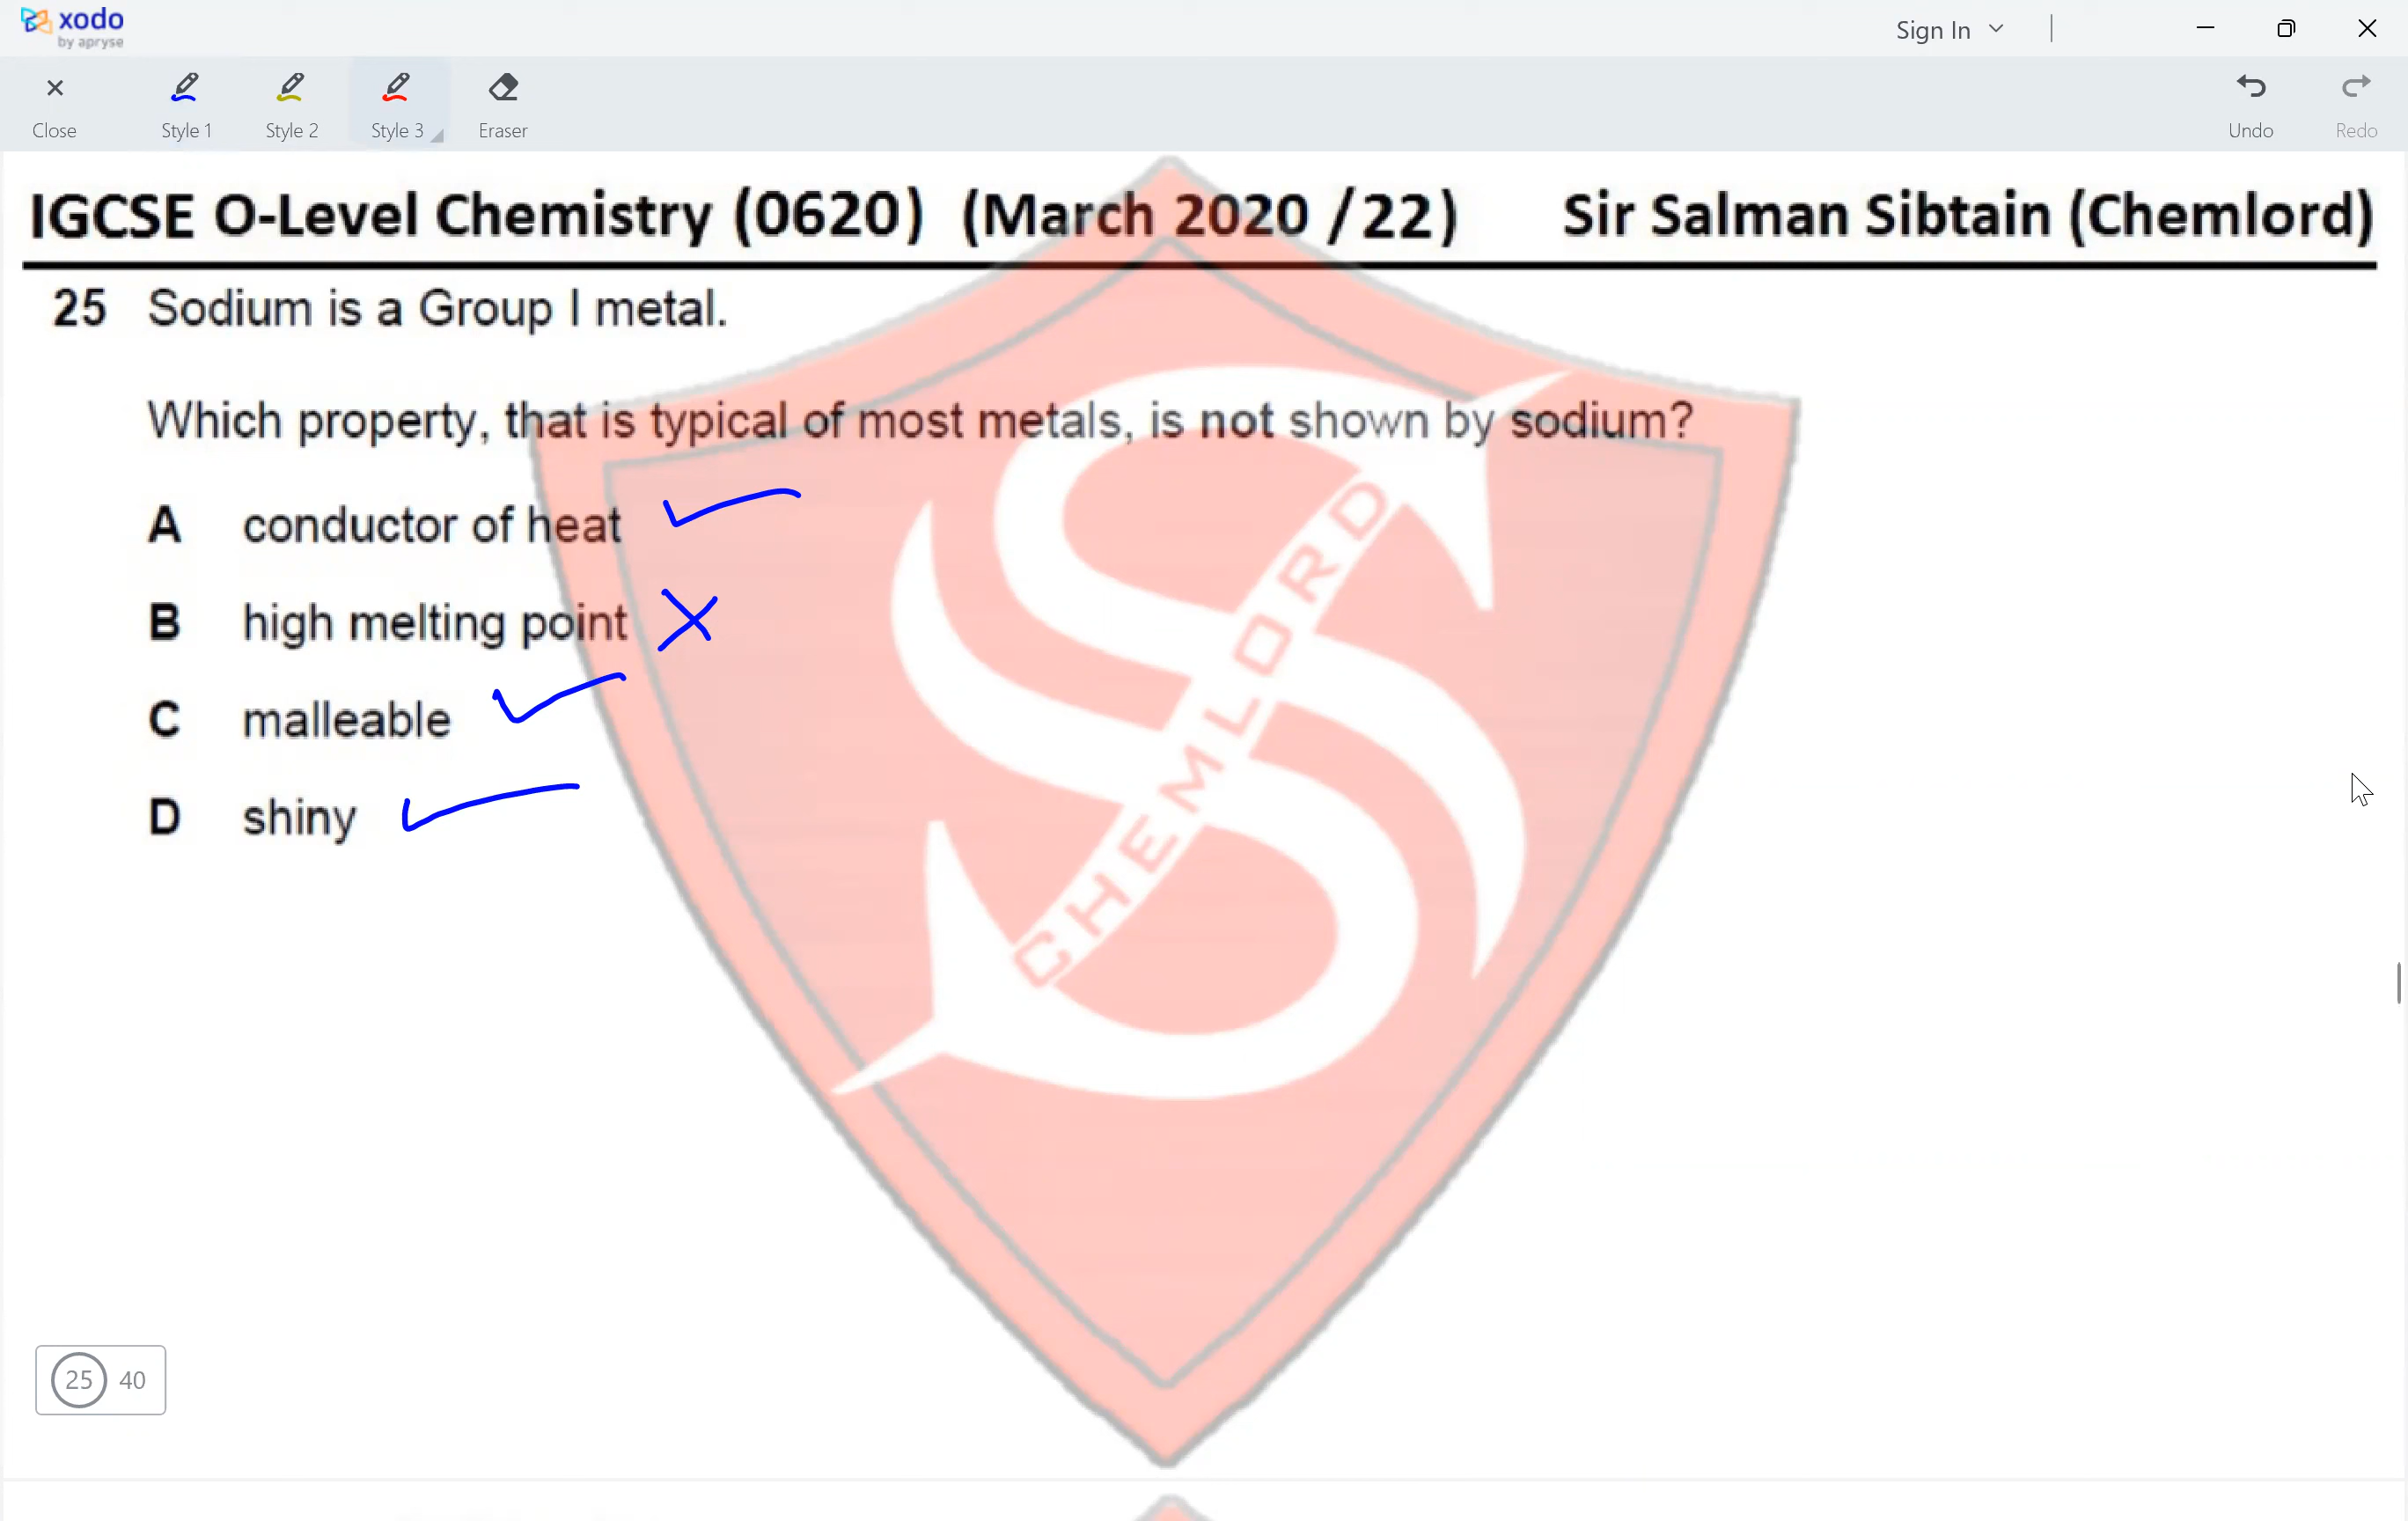 xodo
by apryse
Sign In
Close
Style 1
Style 2
Style 3
Eraser
Undo
Redo
IGCSE O-Level Chemistry (0620) (March 2020 /22) Sir Salman Sibtain (Chemlord)
25 Sodium is a Group I metal.
Which property, that is typical of most metals, is not shown by sodium?
A conductor of heat
B high melting point
C malleable
D shiny
CHEMLORD
25 40